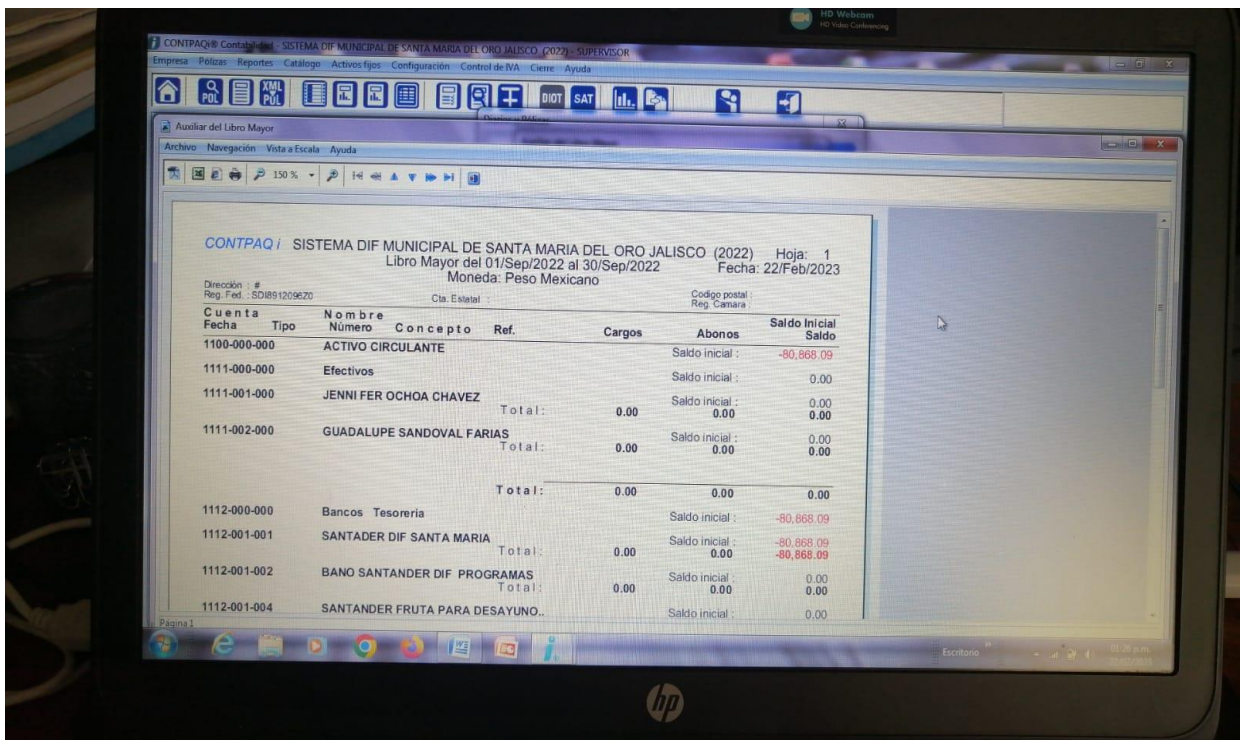 HD Webcam
HD Video Conferencing
CONTPAQi® Contabilidad - SISTEMA DIF MUNICIPAL DE SANTA MARIA DEL ORO JALISCO (2022) - SUPERVISOR
Empresa Pólizas Reportes Catálogo Activos fijos Configuración Control de IVA Cierre Ayuda
POL XML POL DIOT SAT
Auxiliar del Libro Mayor
Archivo Navegación Vista a Escala Ayuda
150 %
CONTPAQ i SISTEMA DIF MUNICIPAL DE SANTA MARIA DEL ORO JALISCO (2022) Hoja: 1
Libro Mayor del 01/Sep/2022 al 30/Sep/2022 Fecha: 22/Feb/2023
Moneda: Peso Mexicano
Dirección : # Codigo postal :
Reg. Fed. : SDI8912096Z0 Cta. Estatal : Reg. Camara :
Cuenta Nombre Saldo Inicial
Fecha Tipo Número Concepto Ref. Cargos Abonos Saldo
1100-000-000 ACTIVO CIRCULANTE Saldo inicial : -80,868.09
1111-000-000 Efectivos Saldo inicial : 0.00
1111-001-000 JENNI FER OCHOA CHAVEZ Saldo inicial : 0.00
Total: 0.00 0.00 0.00
1111-002-000 GUADALUPE SANDOVAL FARIAS Saldo inicial : 0.00
Total: 0.00 0.00 0.00
Total: 0.00 0.00 0.00
1112-000-000 Bancos Tesoreria Saldo inicial : -80,868.09
1112-001-001 SANTADER DIF SANTA MARIA Saldo inicial : -80,868.09
Total: 0.00 0.00 -80,868.09
1112-001-002 BANO SANTANDER DIF PROGRAMAS Saldo inicial : 0.00
Total: 0.00 0.00 0.00
1112-001-004 SANTANDER FRUTA PARA DESAYUNO.. Saldo inicial : 0.00
Página 1
Escritorio 01:26 p.m.
22/02/2023
hp